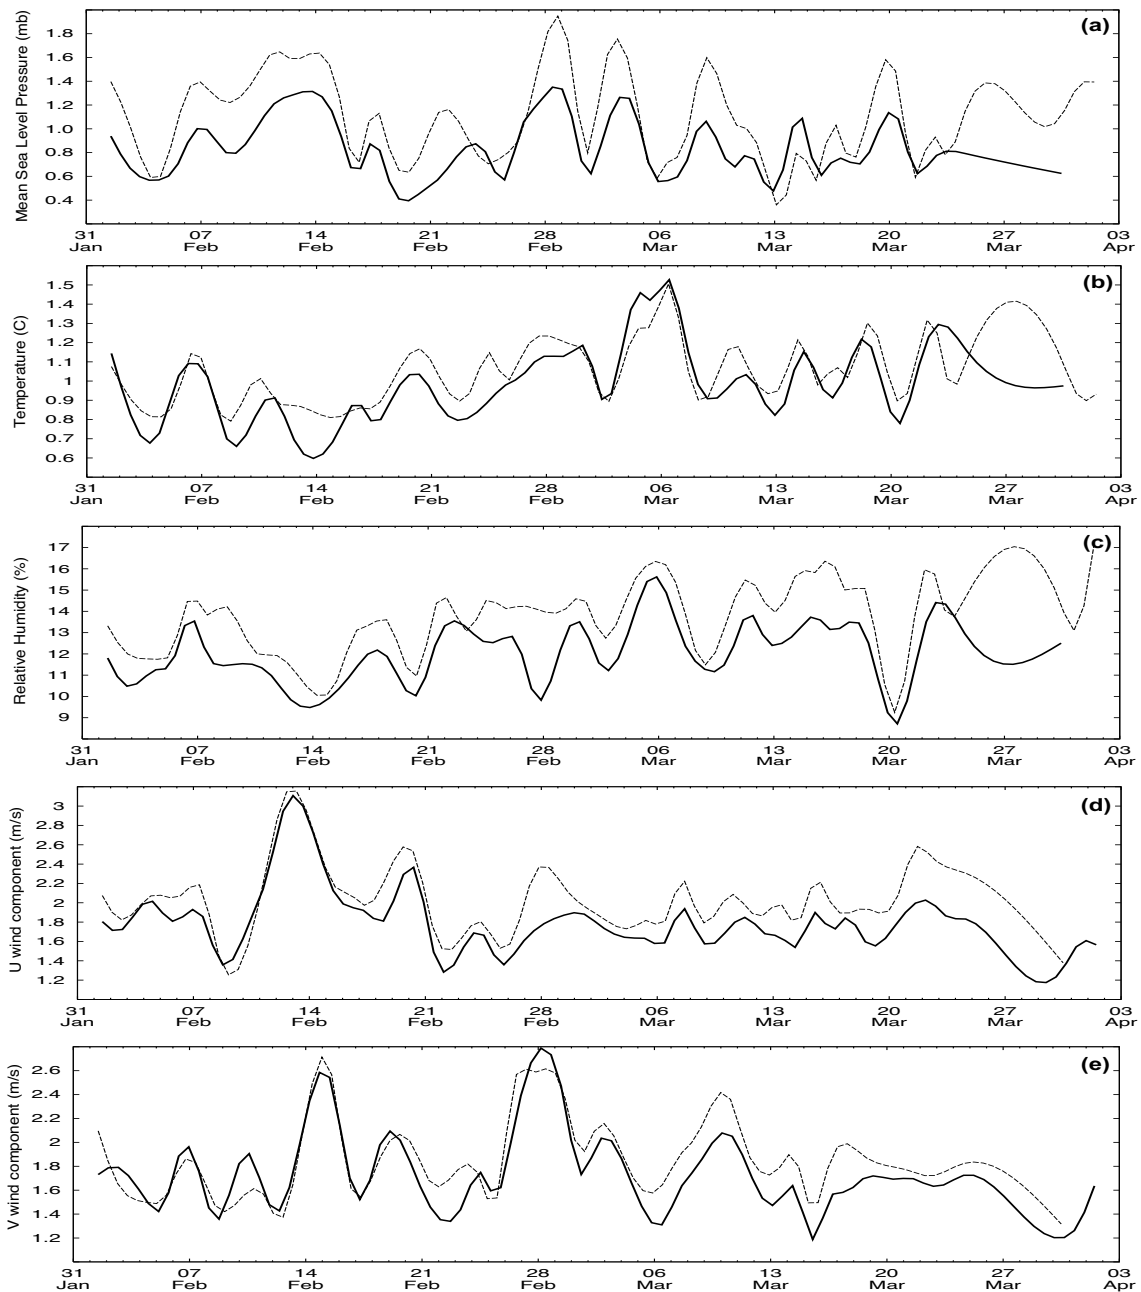 (a)
Mean Sea Level Pressure (mb)
1.8
1.6
1.4
1.2
1.0
0.8
0.6
0.4
31 07 14 21 28 06 13 20 27 03
Jan Feb Feb Feb Feb Mar Mar Mar Mar Apr
(b)
Temperature (C)
1.5
1.4
1.3
1.2
1.1
1
0.9
0.8
0.7
0.6
31 07 14 21 28 06 13 20 27 03
Jan Feb Feb Feb Feb Mar Mar Mar Mar Apr
(c)
Relative Humidity (%)
17
16
15
14
13
12
11
10
9
31 07 14 21 28 06 13 20 27 03
Jan Feb Feb Feb Feb Mar Mar Mar Mar Apr
(d)
U wind component (m/s)
3
2.8
2.6
2.4
2.2
2
1.8
1.6
1.4
1.2
31 07 14 21 28 06 13 20 27 03
Jan Feb Feb Feb Feb Mar Mar Mar Mar Apr
(e)
V wind component (m/s)
2.6
2.4
2.2
2
1.8
1.6
1.4
1.2
31 07 14 21 28 06 13 20 27 03
Jan Feb Feb Feb Feb Mar Mar Mar Mar Apr